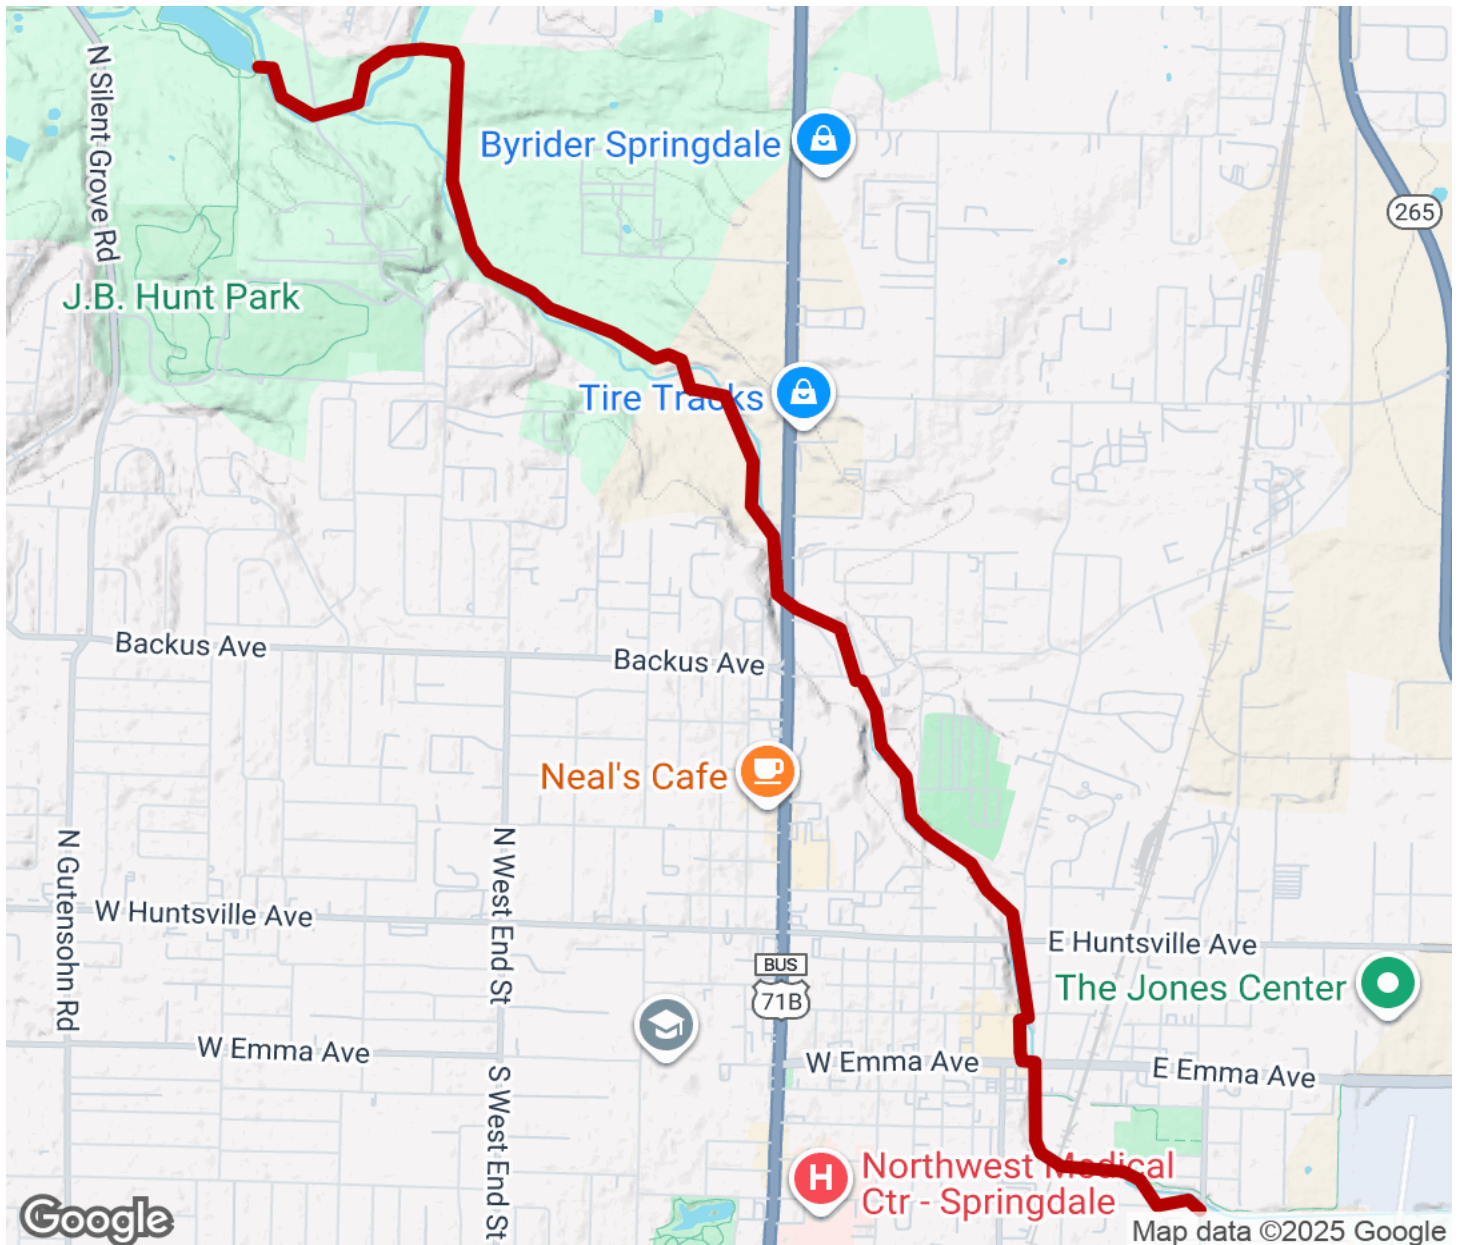 N Silent Grove Rd
Byrider Springdale
265
J.B. Hunt Park
Tire Tracks
Backus Ave
Backus Ave
Neal's Cafe
N Gutensohn Rd
N West End St
W Huntsville Ave
E Huntsville Ave
BUS
71B
The Jones Center
W Emma Ave
W Emma Ave
E Emma Ave
S West End St
Northwest Medical
Ctr - Springdale
H
Google
Map data ©2025 Google